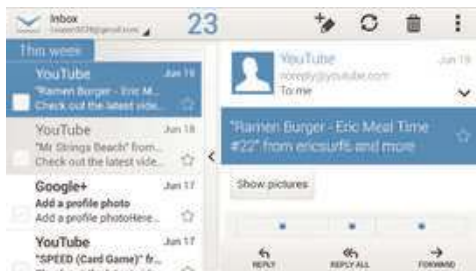 Inbox
23
This week
YouTube Jun 19
"Ramen Burger - Eric M...
Check out the latest vide...
YouTube Jun 18
"Mr Strings Beach" from...
Check out the latest vide...
Google+ Jun 17
Add a profile photo
Add a profile photoHere...
YouTube Jun 17
"SPEED (Card Game)" fr...
YouTube Jun 19
noreply@youtube.com
To me
"Ramen Burger - Eric Meal Time
#22" from ericsurf6 and more
Show pictures
REPLY
REPLY ALL
FORWARD